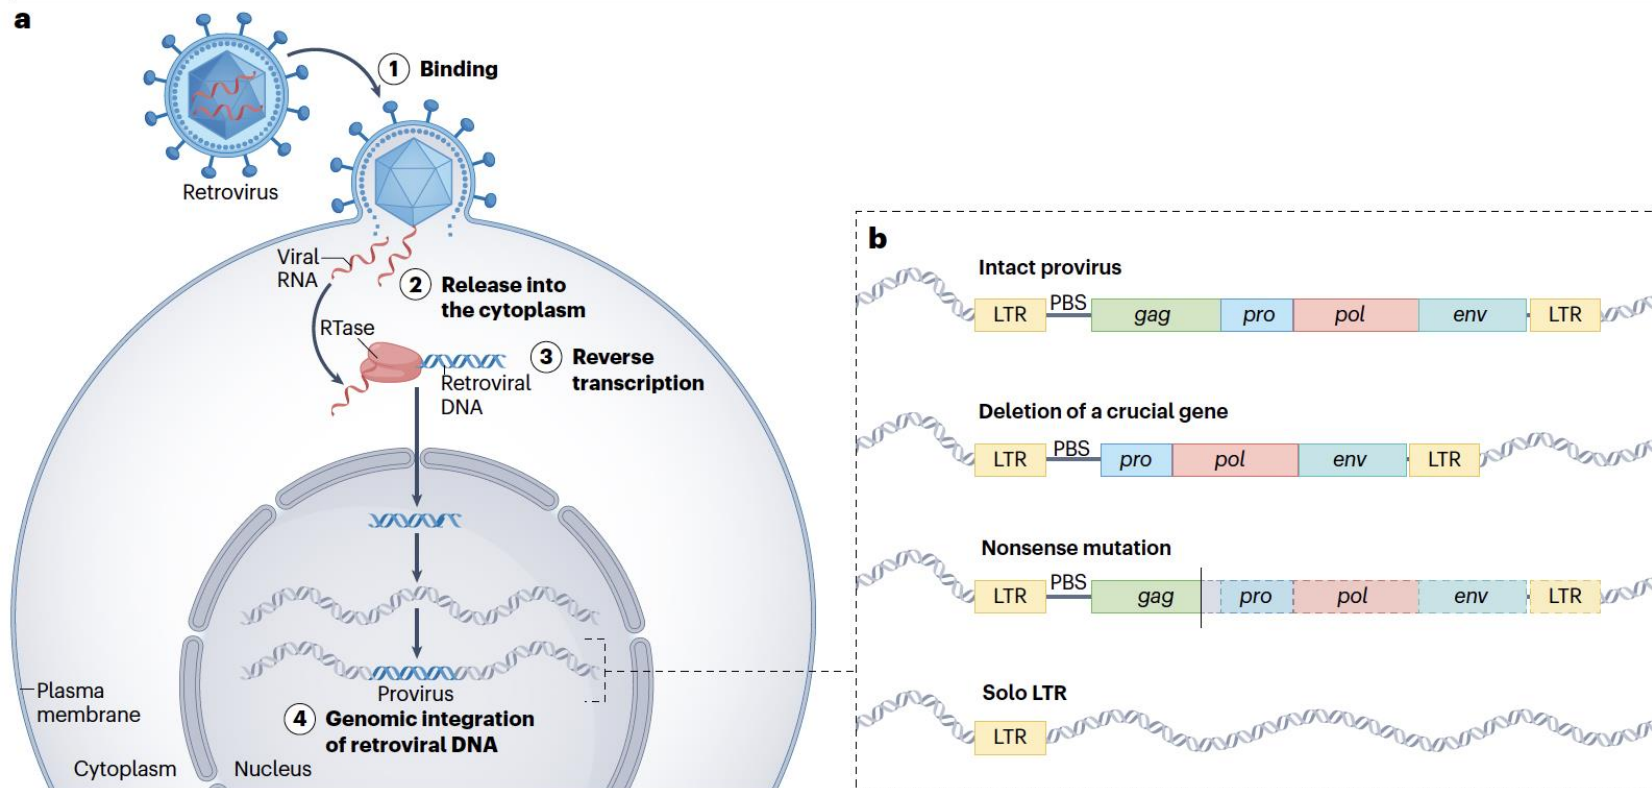 a
1 Binding
Retrovirus
Viral
RNA
2 Release into
the cytoplasm
RTase
3 Reverse
transcription
Retroviral
DNA
Provirus
4 Genomic integration
of retroviral DNA
Plasma
membrane
Cytoplasm
Nucleus
b
Intact provirus
LTR PBS gag pro pol env LTR
Deletion of a crucial gene
LTR PBS pro pol env LTR
Nonsense mutation
LTR PBS gag pro pol env LTR
Solo LTR
LTR